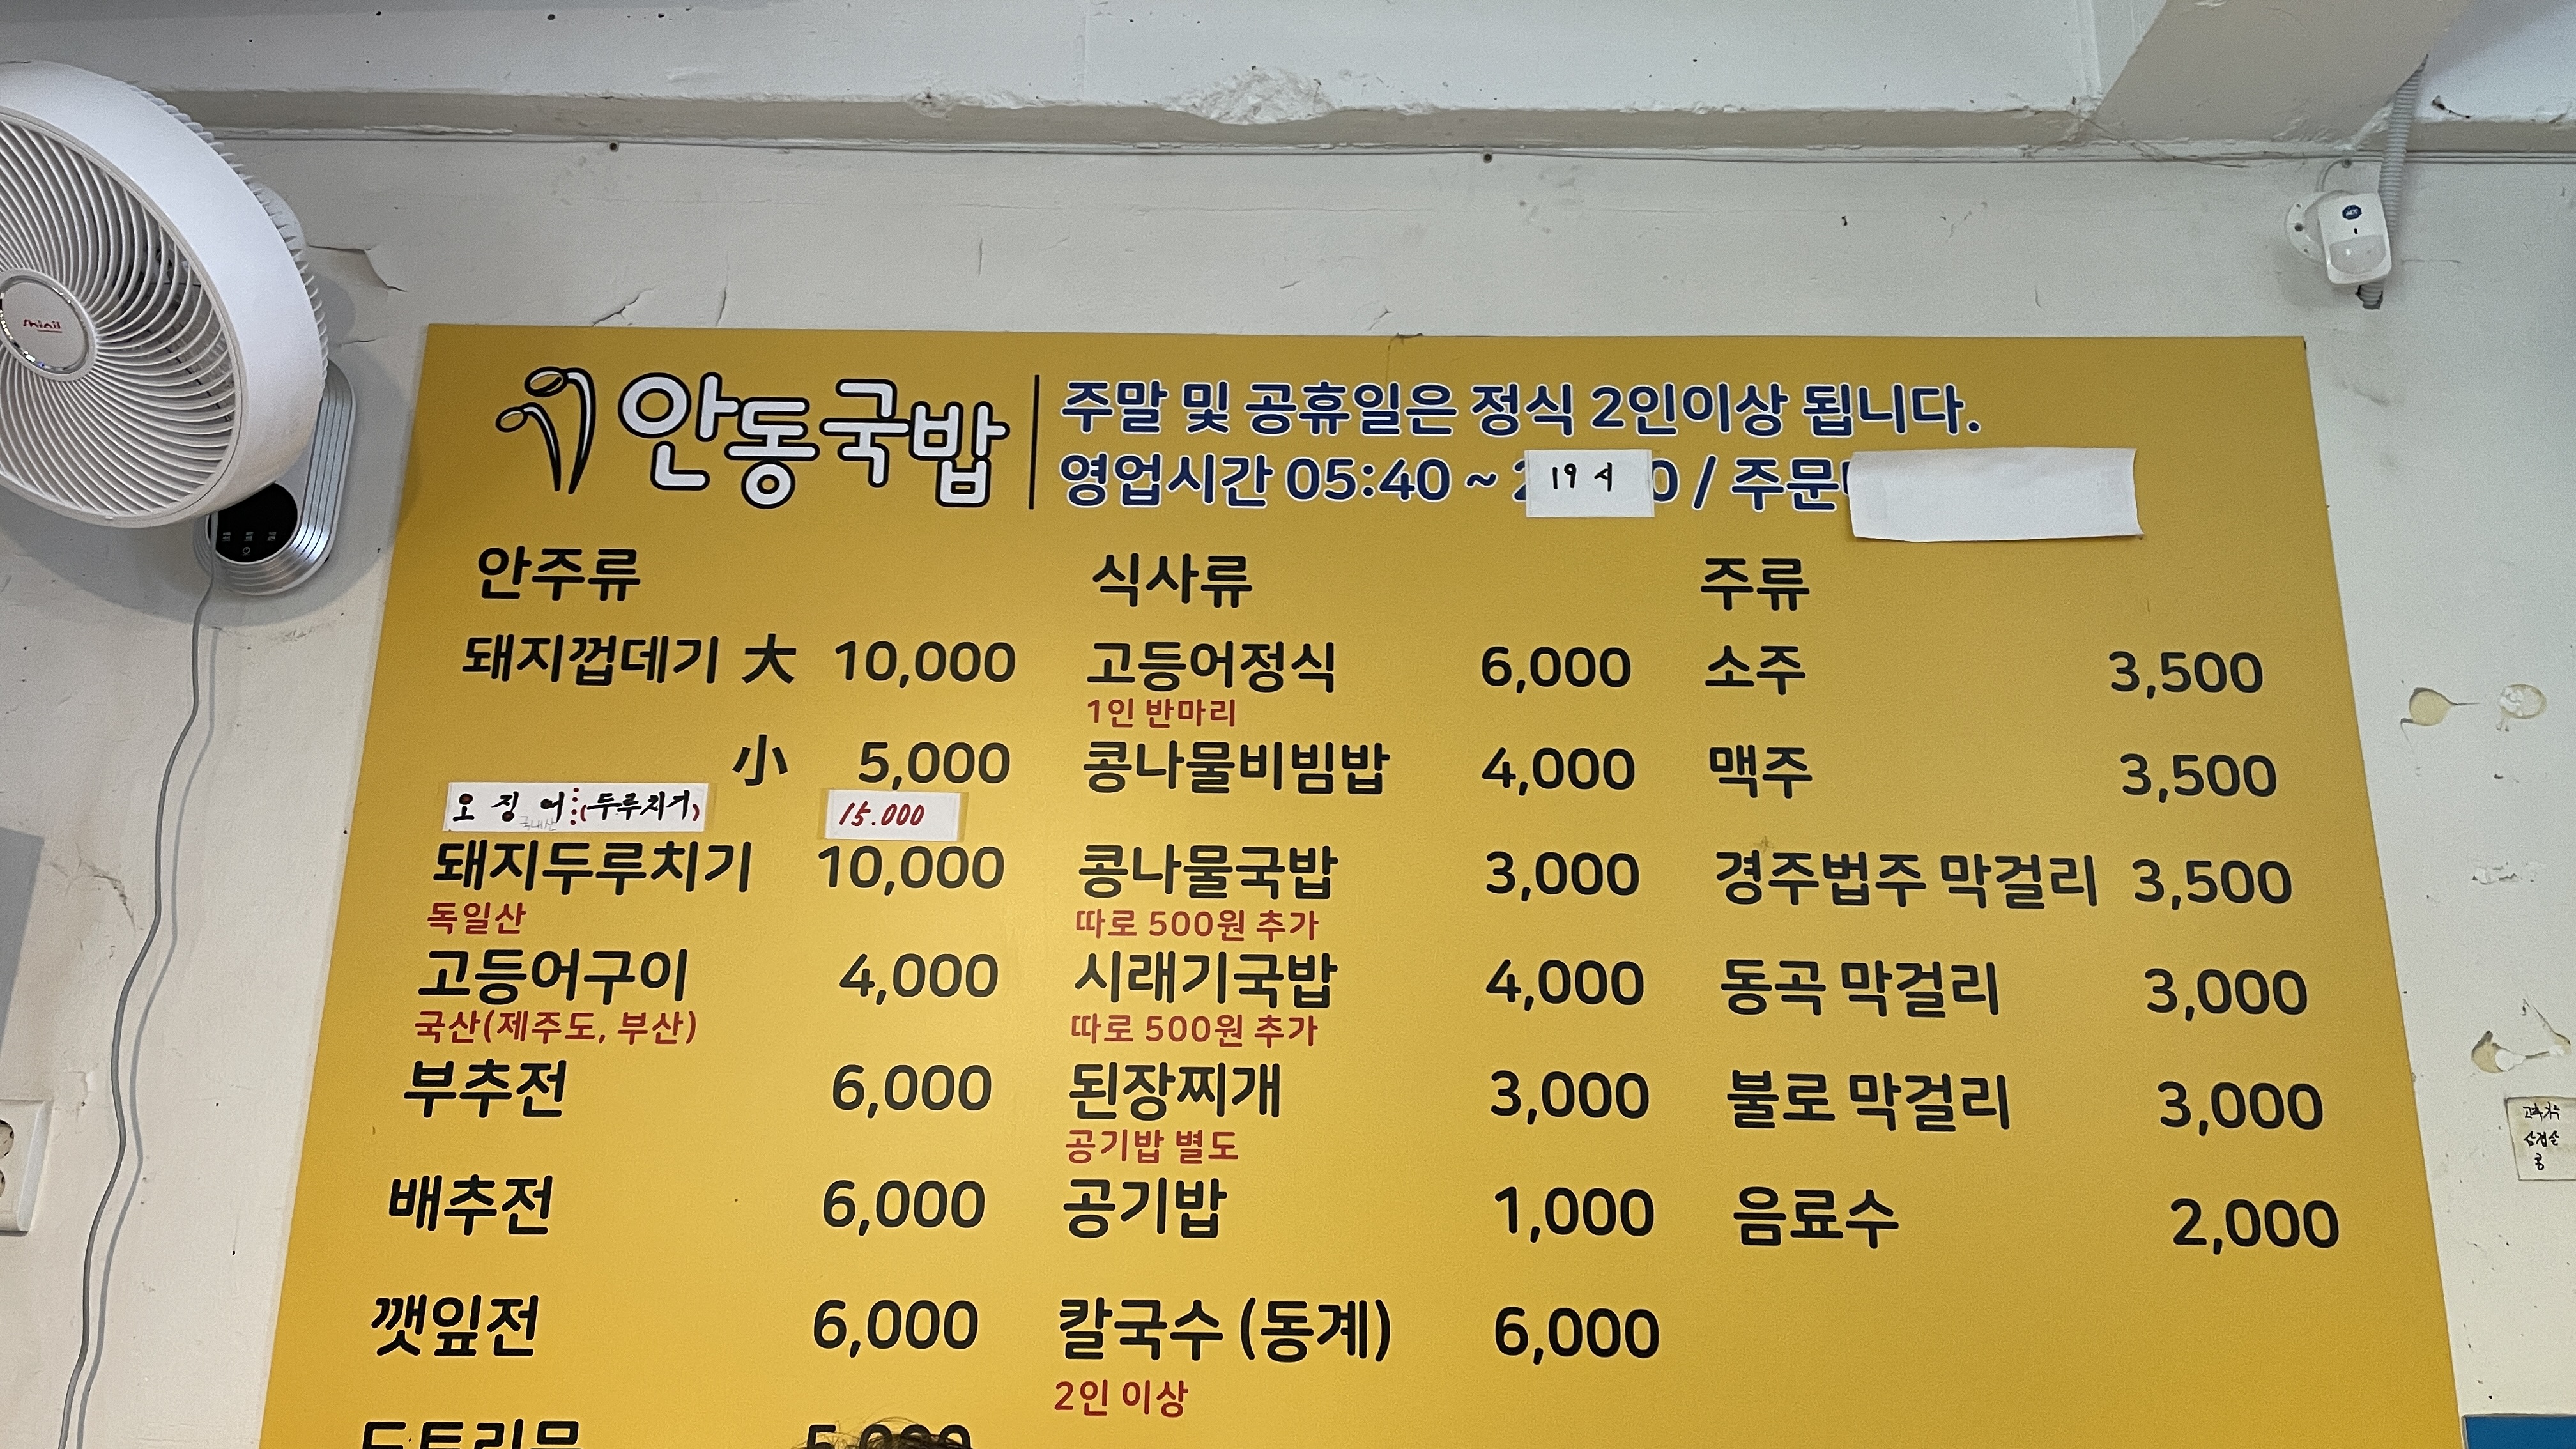 shinil
안동국밥
주말 및 공휴일은 정식 2인이상 됩니다.
영업시간 05:40 ~ 19시 / 주문
안주류
돼지껍데기 大 10,000
小 5,000
오징어 (두루치기) 15.000
국내산
돼지두루치기 10,000
독일산
고등어구이 4,000
국산(제주도, 부산)
부추전 6,000
배추전 6,000
깻잎전 6,000
도토리묵 5,000
식사류
고등어정식 6,000
1인 반마리
콩나물비빔밥 4,000
콩나물국밥 3,000
따로 500원 추가
시래기국밥 4,000
따로 500원 추가
된장찌개 3,000
공기밥 별도
공기밥 1,000
칼국수 (동계) 6,000
2인 이상
주류
소주 3,500
맥주 3,500
경주법주 막걸리 3,500
동곡 막걸리 3,000
불로 막걸리 3,000
음료수 2,000